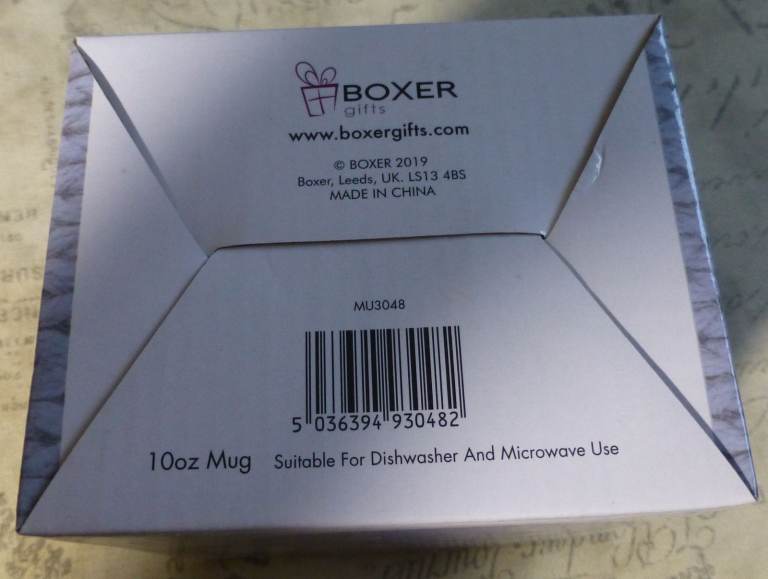 BOXER
gifts
www.boxergifts.com
© BOXER 2019
Boxer, Leeds, UK. LS13 4BS
MADE IN CHINA
MU3048
5 036394 930482
10oz Mug Suitable For Dishwasher And Microwave Use